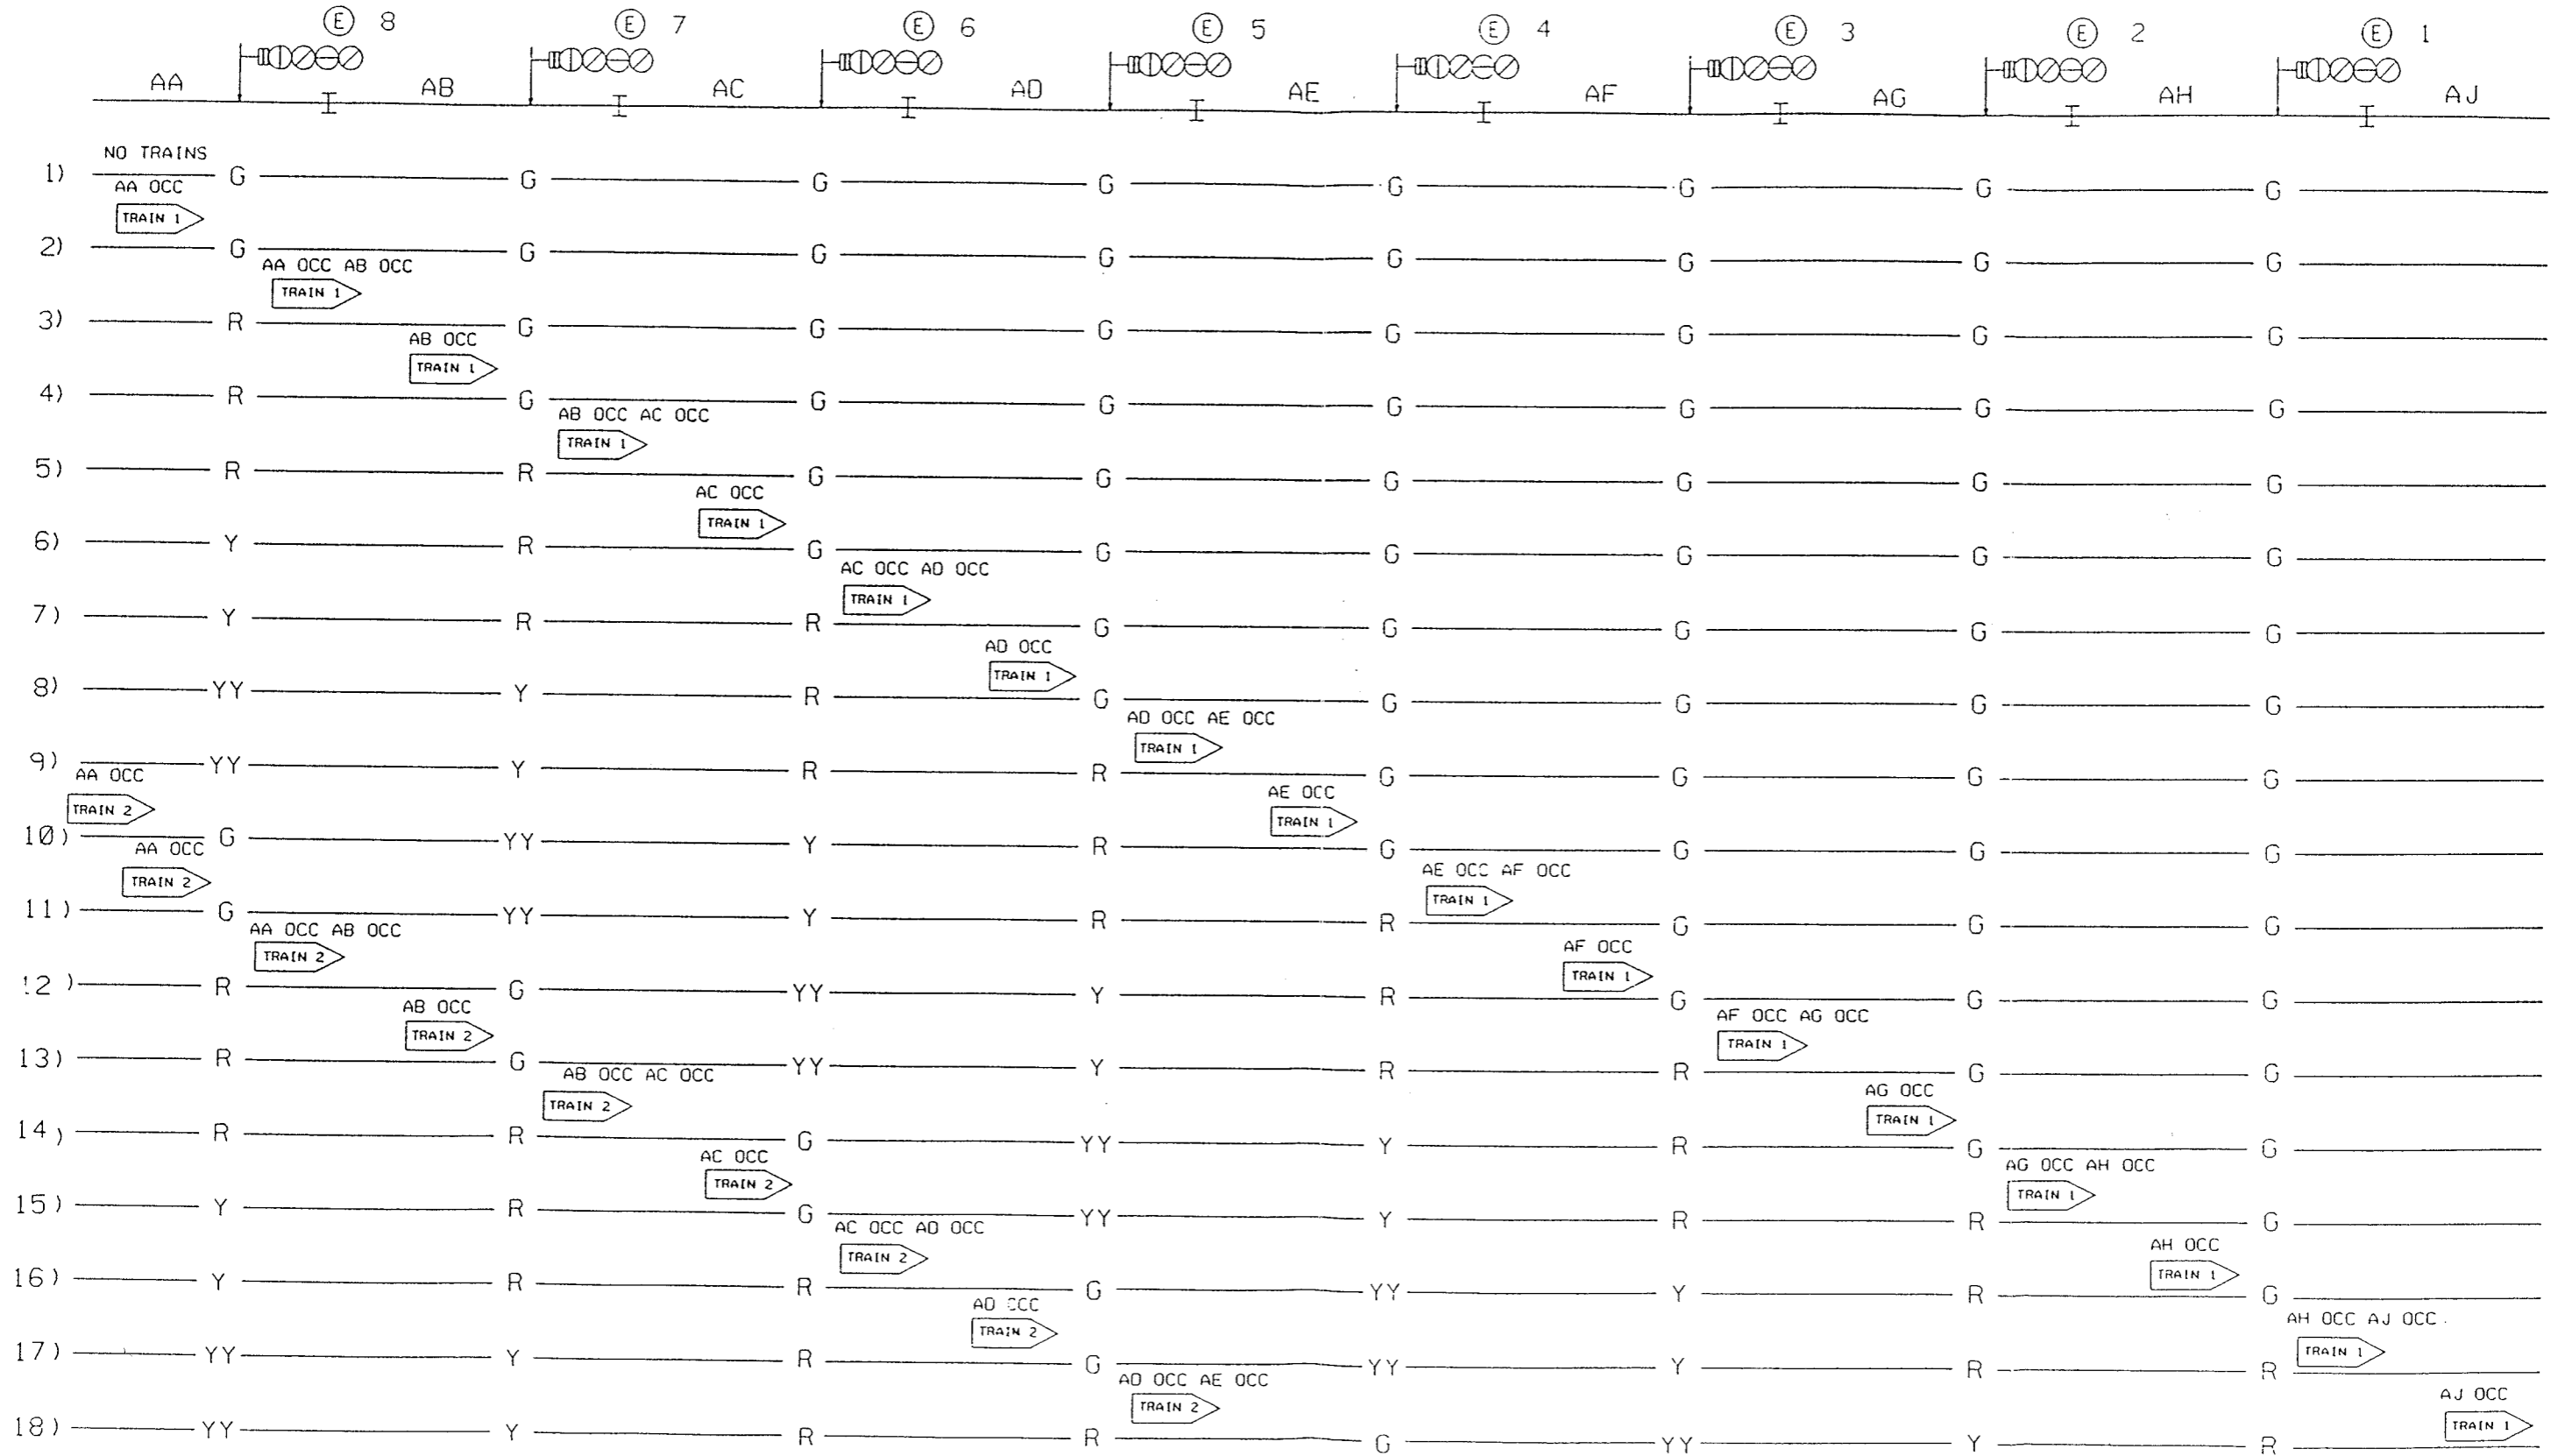 E 8 E 7 E 6 E 5 E 4 E 3 E 2 E 1
AA AB AC AD AE AF AG AH AJ
NO TRAINS
1) G G G G G G G G
AA OCC
TRAIN 1
2) G G G G G G G G
AA OCC AB OCC
TRAIN 1
3) R G G G G G G G
AB OCC
TRAIN 1
4) R G G G G G G G
AB OCC AC OCC
TRAIN 1
5) R R G G G G G G
AC OCC
TRAIN 1
6) Y R G G G G G G
AC OCC AD OCC
TRAIN 1
7) Y R R G G G G G
AD OCC
TRAIN 1
8) YY Y R G G G G G
AD OCC AE OCC
TRAIN 1
9) YY Y R R G G G G
AA OCC AE OCC
TRAIN 2 TRAIN 1
10) G YY Y R G G G G
AA OCC AE OCC AF OCC
TRAIN 2 TRAIN 1
11) G YY Y R R G G G
AA OCC AB OCC AF OCC
TRAIN 2 TRAIN 1
12) R G YY Y R G G G
AB OCC AF OCC AG OCC
TRAIN 2 TRAIN 1
13) R G YY Y R R G G
AB OCC AC OCC AG OCC
TRAIN 2 TRAIN 1
14) R R G YY Y R G G
AC OCC AG OCC AH OCC
TRAIN 2 TRAIN 1
15) Y R G YY Y R R G
AC OCC AD OCC AH OCC
TRAIN 2 TRAIN 1
16) Y R R G YY Y R G
AD OCC AH OCC AJ OCC
TRAIN 2 TRAIN 1
17) YY Y R G YY Y R R
AD OCC AE OCC AJ OCC
TRAIN 2 TRAIN 1
18) YY Y R R G YY Y R